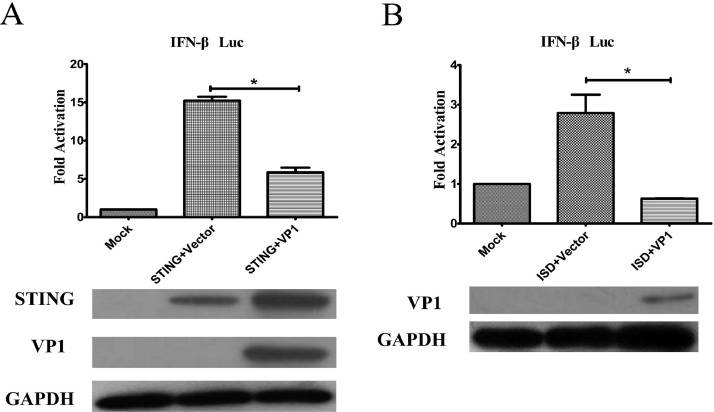 A
IFN-β Luc
Fold Activation
20
15
10
5
0
*
Mock
STING+Vector
STING+VP1
STING
VP1
GAPDH
B
IFN-β Luc
Fold Activation
4
3
2
1
0
*
Mock
ISD+Vector
ISD+VP1
VP1
GAPDH